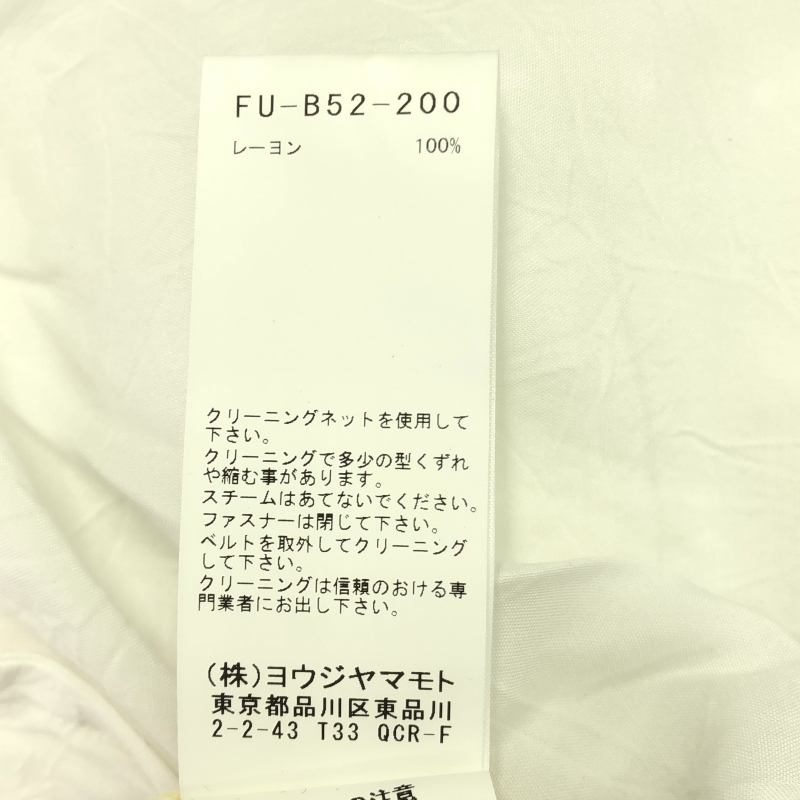 FU-B52-200
レーヨン 100%
クリーニングネットを使用して
下さい。
クリーニングで多少の型くずれ
や縮む事があります。
スチームはあてないでください。
ファスナーは閉じて下さい。
ベルトを取外してクリーニング
して下さい。
クリーニングは信頼のおける専
門業者にお出し下さい。
(株)ヨウジヤマモト
東京都品川区東品川
2-2-43 T33 QCR-F
の注意